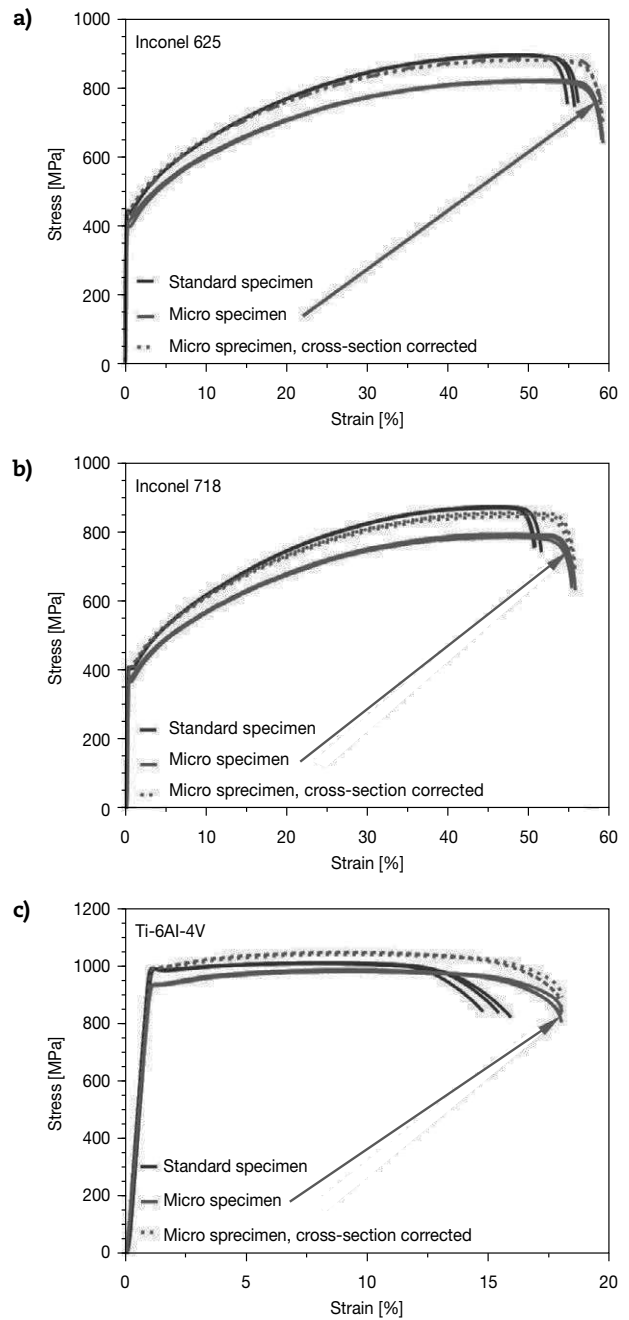 a)
Inconel 625
1000
800
600
400
200
0
Stress [MPa]
Standard specimen
Micro specimen
Micro sprecimen, cross-section corrected
0 10 20 30 40 50 60
Strain [%]
b)
Inconel 718
1000
800
600
400
200
0
Stress [MPa]
Standard specimen
Micro specimen
Micro sprecimen, cross-section corrected
0 10 20 30 40 50 60
Strain [%]
c)
Ti-6Al-4V
1200
1000
800
600
400
200
0
Stress [MPa]
Standard specimen
Micro specimen
Micro sprecimen, cross-section corrected
0 5 10 15 20
Strain [%]